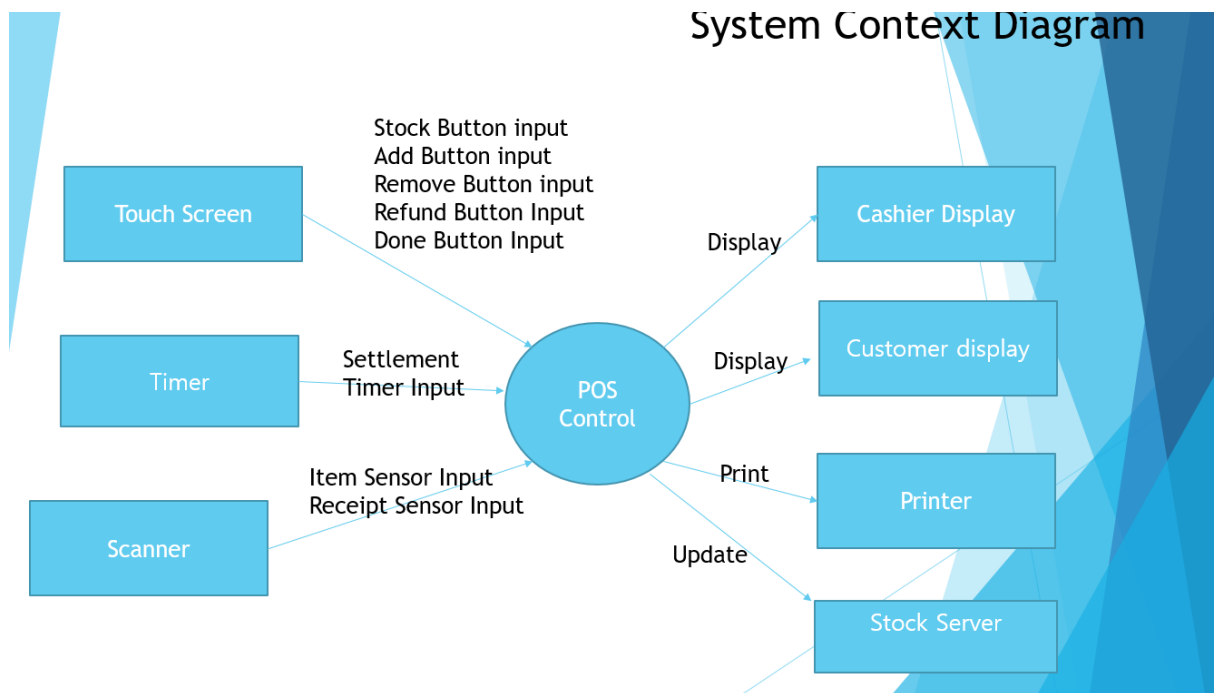 System Context Diagram
Stock Button input
Add Button input
Remove Button input
Refund Button Input
Done Button Input
Touch Screen
Cashier Display
Display
Customer display
Display
Settlement
Timer Input
Timer
POS
Control
Item Sensor Input
Receipt Sensor Input
Print
Printer
Scanner
Update
Stock Server